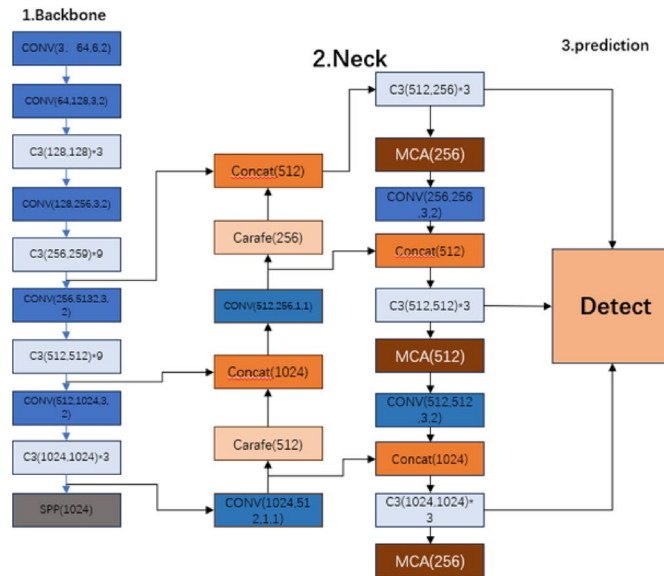 1.Backbone
CONV(3, 64,6,2)
CONV(64,128,3,2)
C3(128,128)*3
CONV(128,256,3,2)
C3(256,259)*9
CONV(256,5132,3,
2)
C3(512,512)*9
CONV(512,1024,3,
2)
C3(1024,1024)*3
SPP(1024)
2.Neck
Concat(512)
Carafe(256)
CONV(512,256,1,1)
Concat(1024)
Carafe(512)
CONV(1024,51
2,1,1)
C3(512,256)*3
MCA(256)
CONV(256,256
,3,2)
Concat(512)
C3(512,512)*3
MCA(512)
CONV(512,512
,3,2)
Concat(1024)
C3(1024,1024)*
3
MCA(256)
3.prediction
Detect